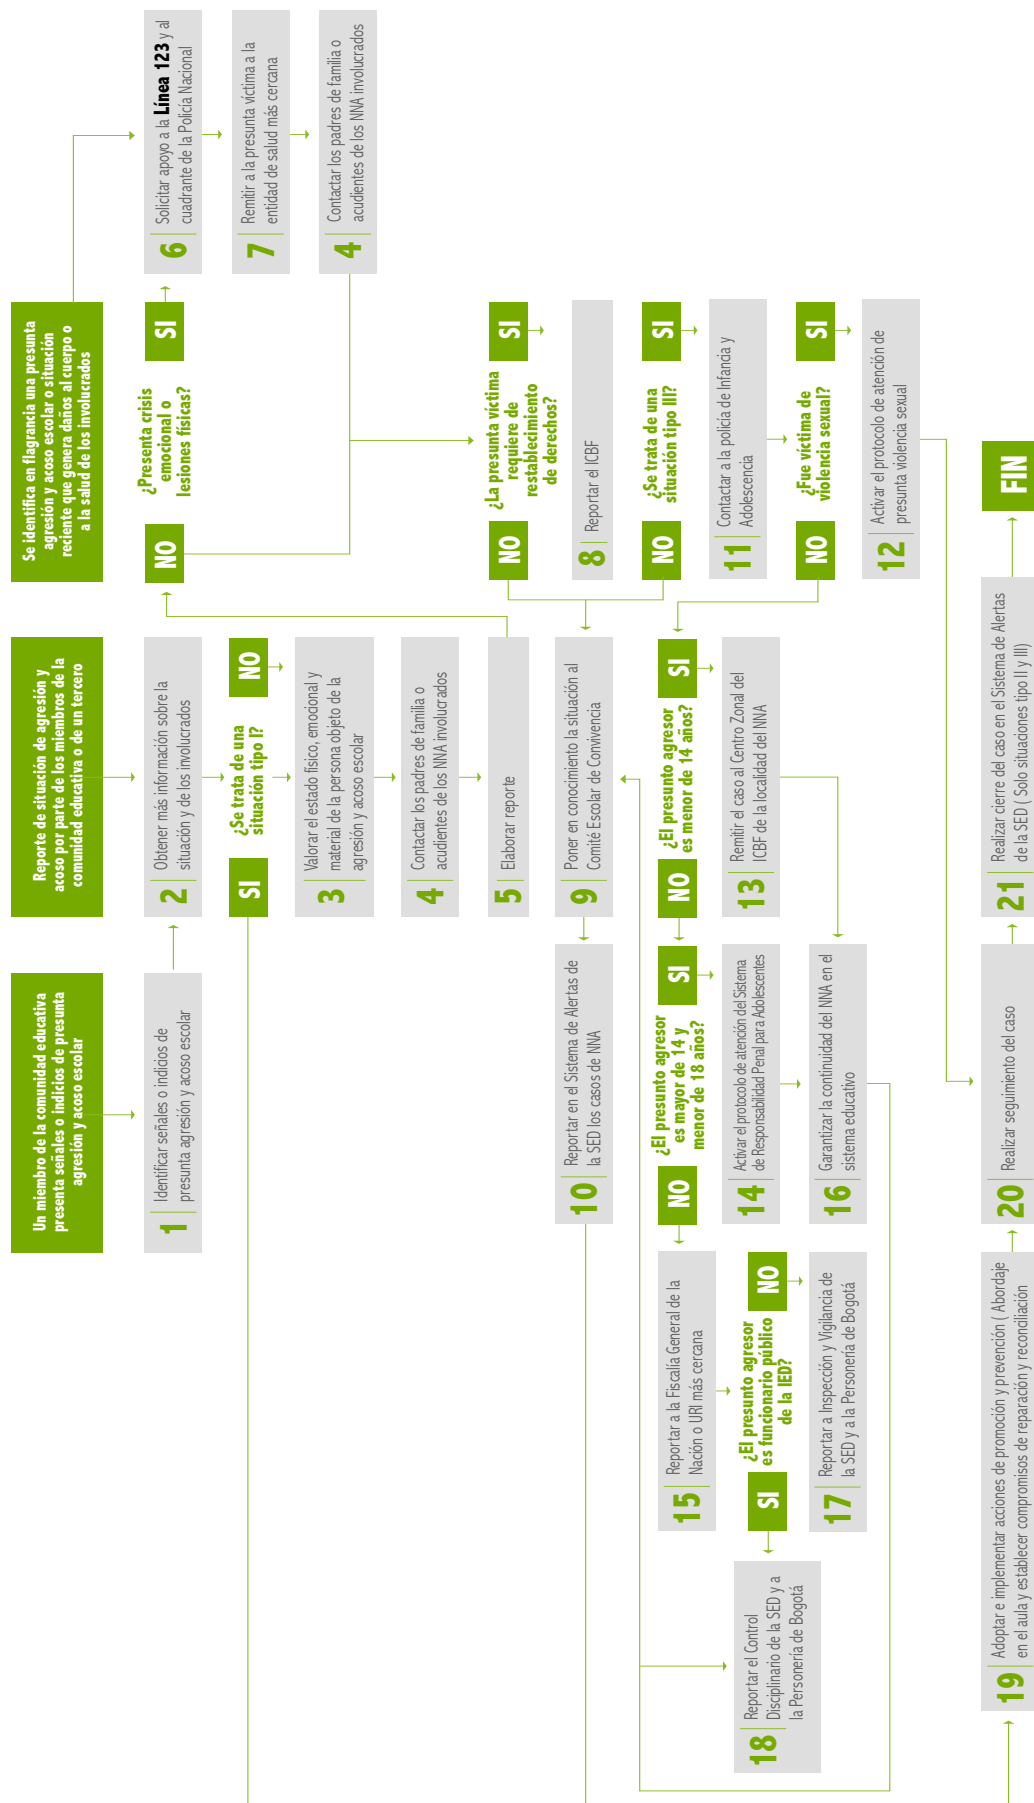 Un miembro de la comunidad educativa
presenta señales o indicios de presunta
agresión y acoso escolar
1
Identificar señales o indicios de
presunta agresión y acoso escolar
Reporte de situación de agresión y
acoso por parte de los miembros de la
comunidad educativa o de un tercero
2
Obtener más información sobre la
situación y de los involucrados
¿Se trata de una
situación tipo I?
SI
NO
3
Valorar el estado físico, emocional y
material de la persona objeto de la
agresión y acoso escolar
4
Contactar los padres de familia o
acudientes de los NNA involucrados
5
Elaborar reporte
Se identifica en flagrancia una presunta
agresión y acoso escolar o situación
reciente que genera daños al cuerpo o
a la salud de los involucrados
¿Presenta crisis
emocional o
lesiones físicas?
NO
SI
6
Solicitar apoyo a la Línea 123 y al
cuadrante de la Policía Nacional
7
Remitir a la presunta víctima a la
entidad de salud más cercana
4
Contactar los padres de familia o
acudientes de los NNA involucrados
¿La presunta víctima
requiere de
restablecimiento
de derechos?
NO
SI
8
Reportar el ICBF
9
Poner en conocimiento la situación al
Comité Escolar de Convivencia
10
Reportar en el Sistema de Alertas de
la SED los casos de NNA
¿Se trata de una
situación tipo III?
NO
SI
11
Contactar a la policía de Infancia y
Adolescencia
¿Fue víctima de
violencia sexual?
NO
SI
12
Activar el protocolo de atención de
presunta violencia sexual
¿El presunto agresor
es menor de 14 años?
NO
SI
13
Remitir el caso al Centro Zonal del
ICBF de la localidad del NNA
¿El presunto agresor
es mayor de 14 y
menor de 18 años?
NO
SI
14
Activar el protocolo de atención del Sistema
de Responsabilidad Penal para Adolescentes
16
Garantizar la continuidad del NNA en el
sistema educativo
15
Reportar a la Fiscalía General de la
Nación o URI más cercana
¿El presunto agresor
es funcionario público
de la IED?
SI
NO
17
Reportar a Inspección y Vigilancia de
la SED y a la Personería de Bogotá
18
Reportar el Control
Disciplinario de la SED y a
la Personería de Bogotá
19
Adoptar e implementar acciones de promoción y prevención ( Abordaje
en el aula y establecer compromisos de reparación y reconciliación
20
Realizar seguimiento del caso
21
Realizar cierre del caso en el Sistema de Alertas
de la SED ( Solo situaciones tipo II y III)
FIN